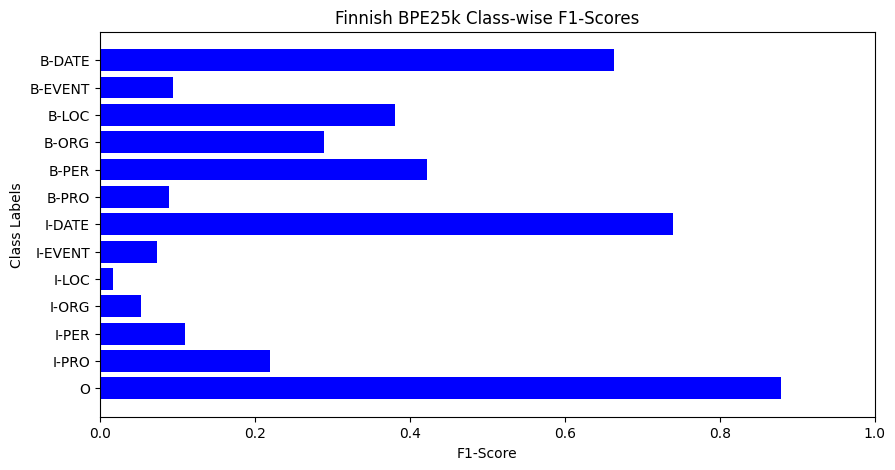 Finnish BPE25k Class-wise F1-Scores
Class Labels
B-DATE
B-EVENT
B-LOC
B-ORG
B-PER
B-PRO
I-DATE
I-EVENT
I-LOC
I-ORG
I-PER
I-PRO
O
0.0 0.2 0.4 0.6 0.8 1.0
F1-Score